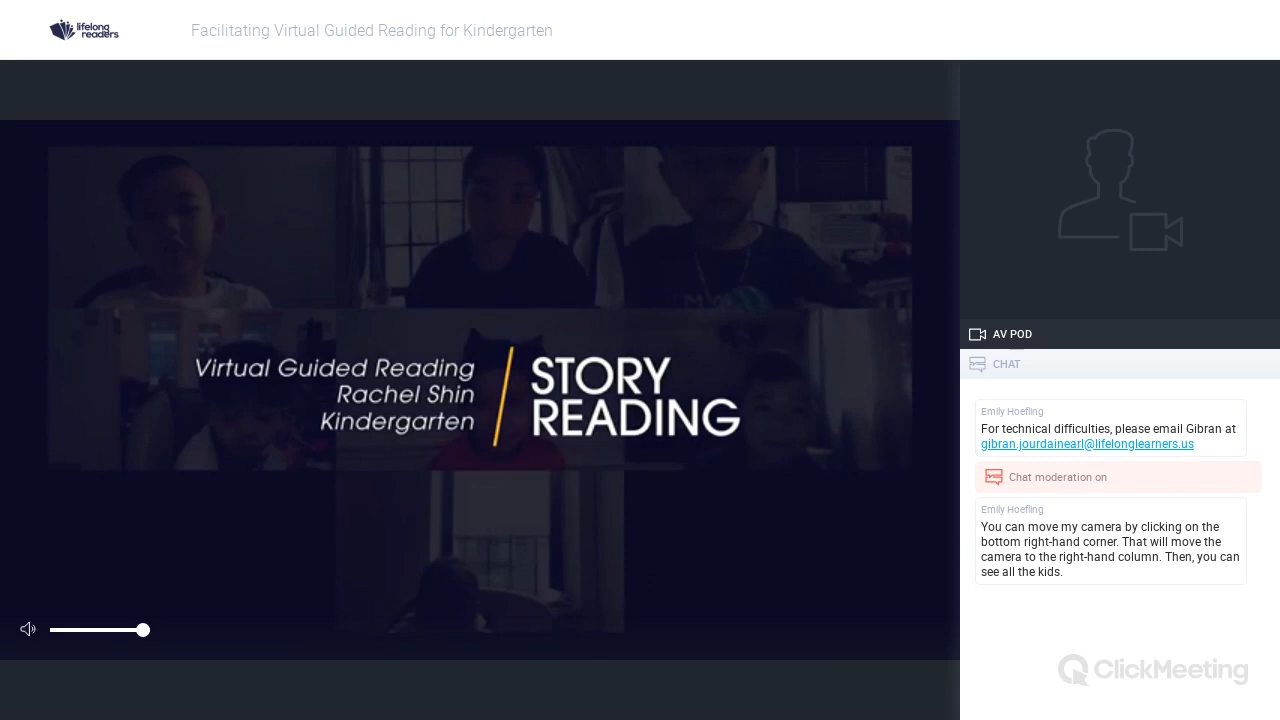 lifelong
readers
Facilitating Virtual Guided Reading for Kindergarten
Virtual Guided Reading
Rachel Shin
Kindergarten
STORY
READING
AV POD
CHAT
Emily Hoefling
For technical difficulties, please email Gibran at
gibran.jourdainearl@lifelonglearners.us
Chat moderation on
Emily Hoefling
You can move my camera by clicking on the
bottom right-hand corner. That will move the
camera to the right-hand column. Then, you can
see all the kids.
ClickMeeting